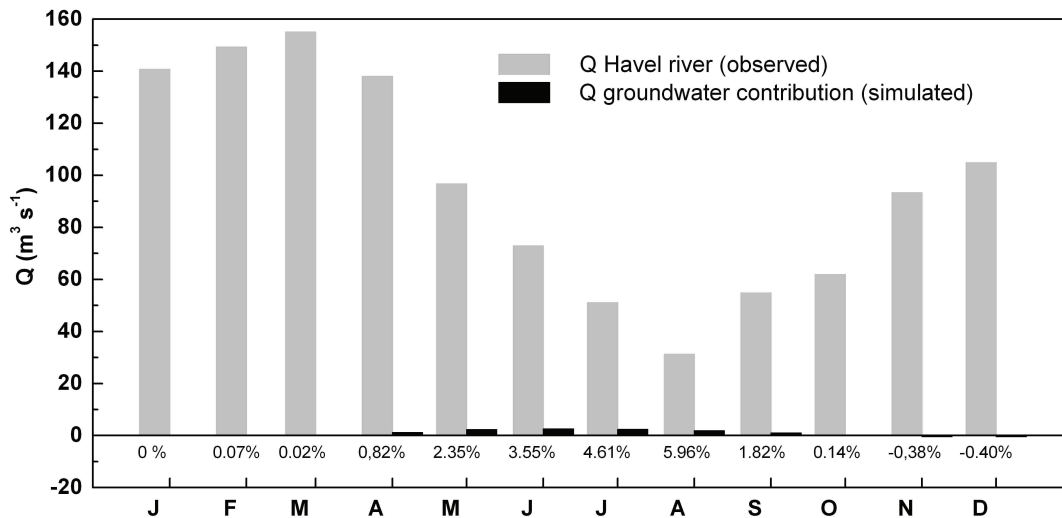 160
140
120
100
80
60
40
20
0
-20
Q (m³ s⁻¹)
Q Havel river (observed)
Q groundwater contribution (simulated)
0 % 0.07% 0.02% 0,82% 2.35% 3.55% 4.61% 5.96% 1.82% 0.14% -0,38% -0.40%
J F M A M J J A S O N D